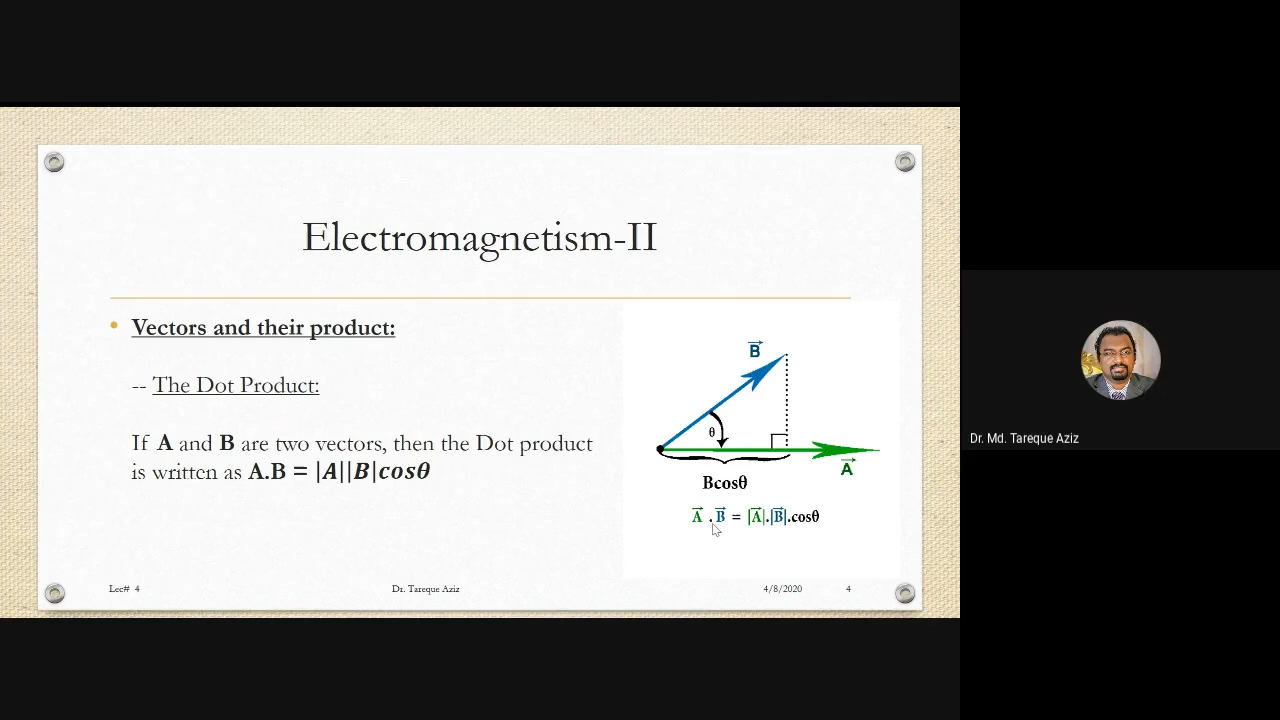 Electromagnetism-II
• Vectors and their product:
-- The Dot Product:
If A and B are two vectors, then the Dot product
is written as A.B = |A||B|cosθ
B⃗
θ
A⃗
Bcosθ
A⃗ . B⃗ = |A⃗|.|B⃗|.cosθ
Lec# 4
Dr. Tareque Aziz
4/8/2020
4
Dr. Md. Tareque Aziz